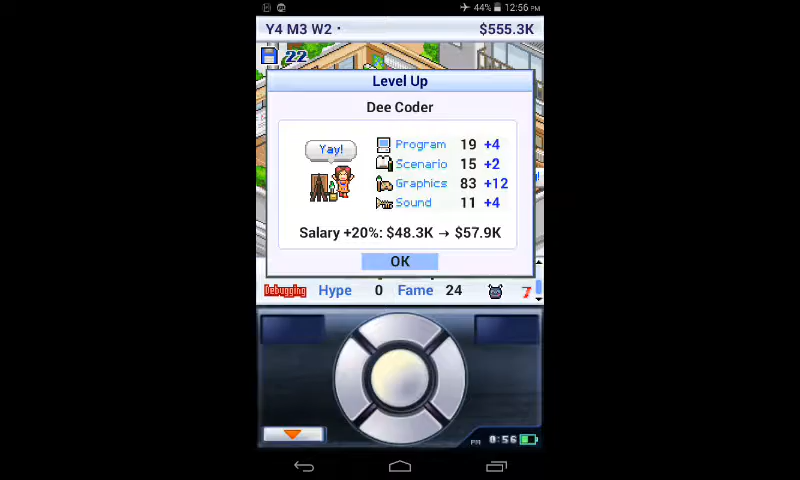 44% 12:56 PM
Y4 M3 W2 · $555.3K
22
Level Up
Dee Coder
Yay!
Program 19 +4
Scenario 15 +2
Graphics 83 +12
Sound 11 +4
Salary +20%: $48.3K → $57.9K
OK
Debugging Hype 0 Fame 24 7
PM 0:56